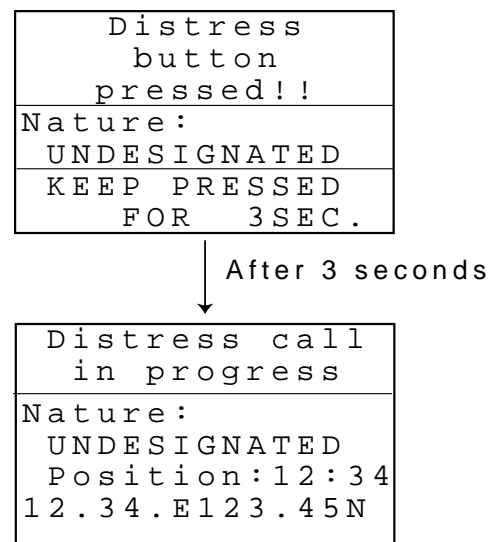 Distress
button
pressed!!
Nature:
UNDESIGNATED
KEEP PRESSED
FOR 3SEC.
After 3 seconds
Distress call
in progress
Nature:
UNDESIGNATED
Position:12:34
12.34.E123.45N